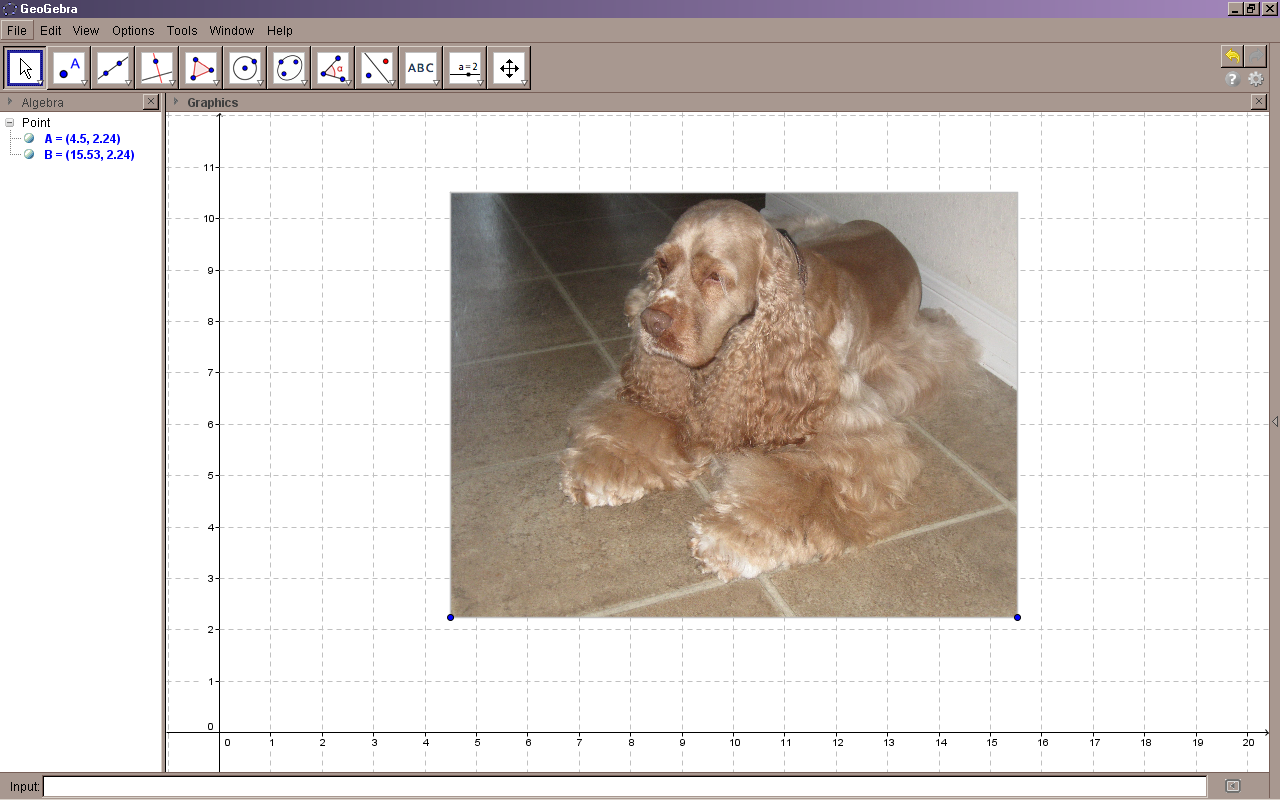 GeoGebra
File Edit View Options Tools Window Help
A α ABC a=2
Algebra
Graphics
Point
A = (4.5, 2.24)
B = (15.53, 2.24)
11
10
9
8
7
6
5
4
3
2
1
0
0 1 2 3 4 5 6 7 8 9 10 11 12 13 14 15 16 17 18 19 20
Input: